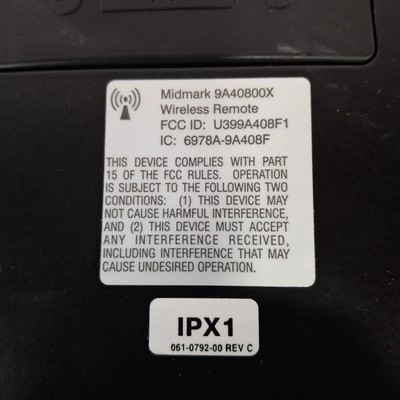 Midmark 9A40800X
Wireless Remote
FCC ID: U399A408F1
IC: 6978A-9A408F
THIS DEVICE COMPLIES WITH PART
15 OF THE FCC RULES. OPERATION
IS SUBJECT TO THE FOLLOWING TWO
CONDITIONS: (1) THIS DEVICE MAY
NOT CAUSE HARMFUL INTERFERENCE,
AND (2) THIS DEVICE MUST ACCEPT
ANY INTERFERENCE RECEIVED,
INCLUDING INTERFERENCE THAT MAY
CAUSE UNDESIRED OPERATION.
IPX1
061-0792-00 REV C